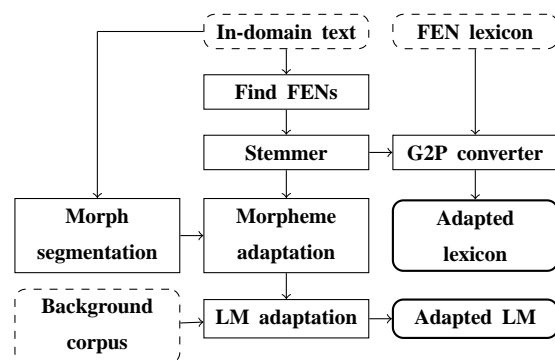 In-domain text
FEN lexicon
Find FENs
Stemmer
G2P converter
Morph
segmentation
Morpheme
adaptation
Adapted
lexicon
Background
corpus
LM adaptation
Adapted LM